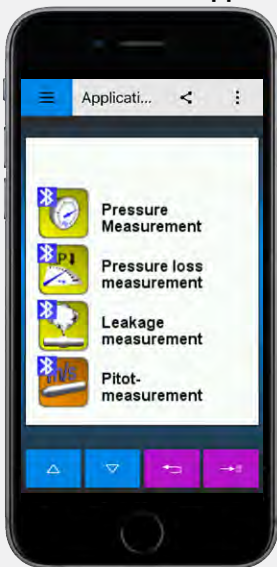 Applicati...
Pressure
Measurement
Pressure loss
measurement
Leakage
measurement
Pitot-
measurement